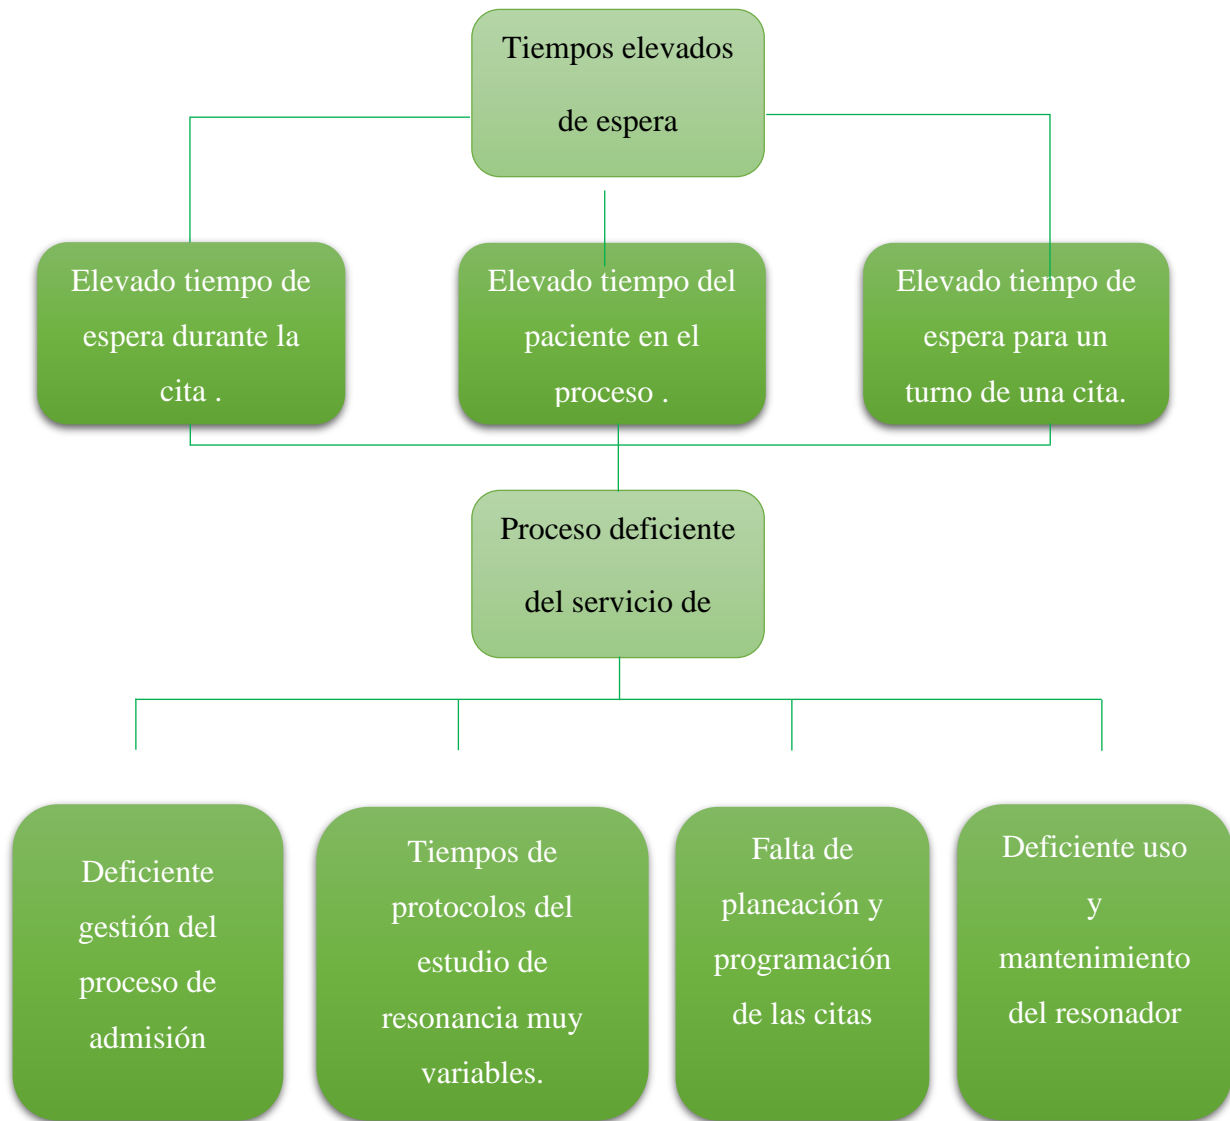 Tiempos elevados
de espera
Elevado tiempo de
espera durante la
cita .
Elevado tiempo del
paciente en el
proceso .
Elevado tiempo de
espera para un
turno de una cita.
Proceso deficiente
del servicio de
Deficiente
gestión del
proceso de
admisión
Tiempos de
protocolos del
estudio de
resonancia muy
variables.
Falta de
planeación y
programación
de las citas
Deficiente uso
y
mantenimiento
del resonador